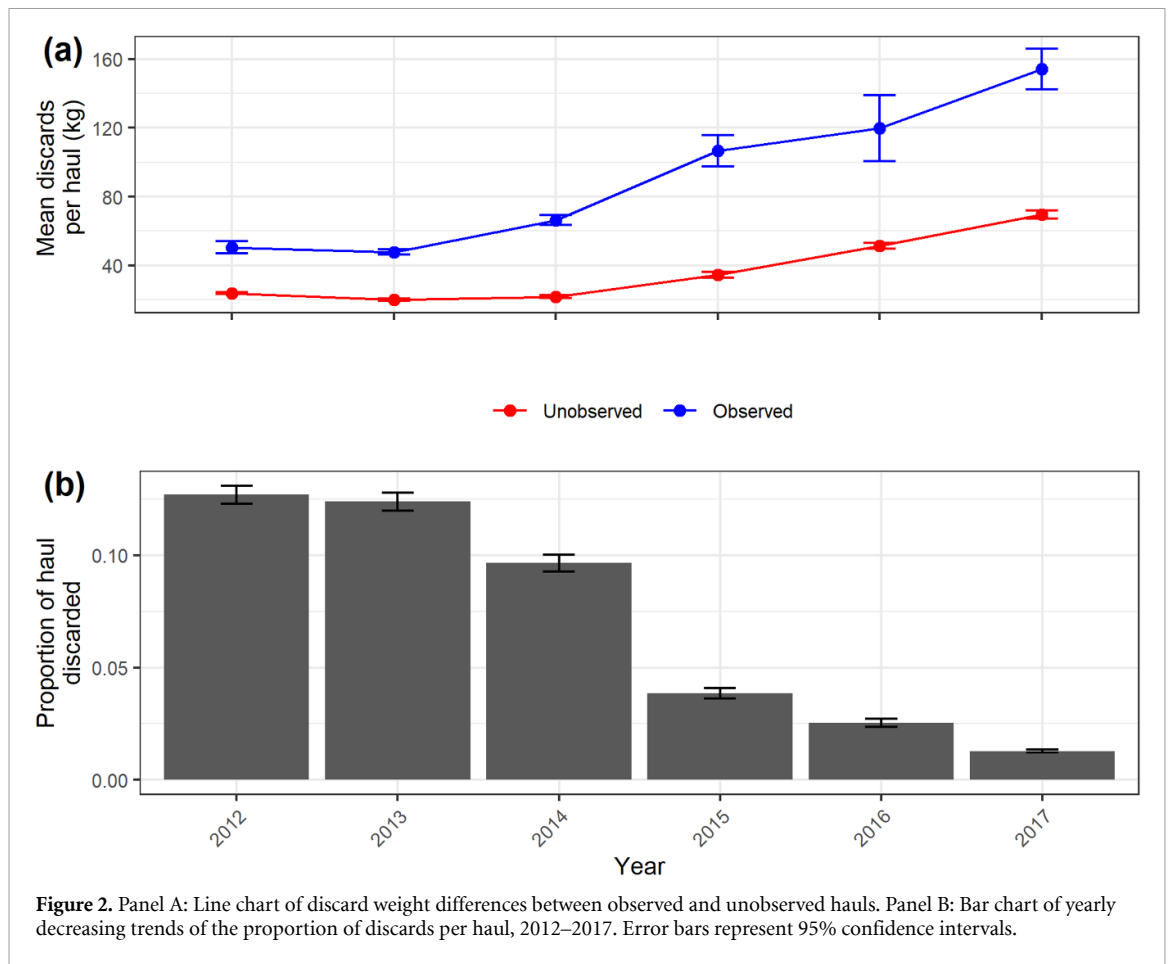 (a)
160
120
80
40
Mean discards
per haul (kg)
Unobserved Observed
(b)
0.10
0.05
0.00
Proportion of haul
discarded
2012 2013 2014 2015 2016 2017
Year
Figure 2. Panel A: Line chart of discard weight differences between observed and unobserved hauls. Panel B: Bar chart of yearly
decreasing trends of the proportion of discards per haul, 2012–2017. Error bars represent 95% confidence intervals.